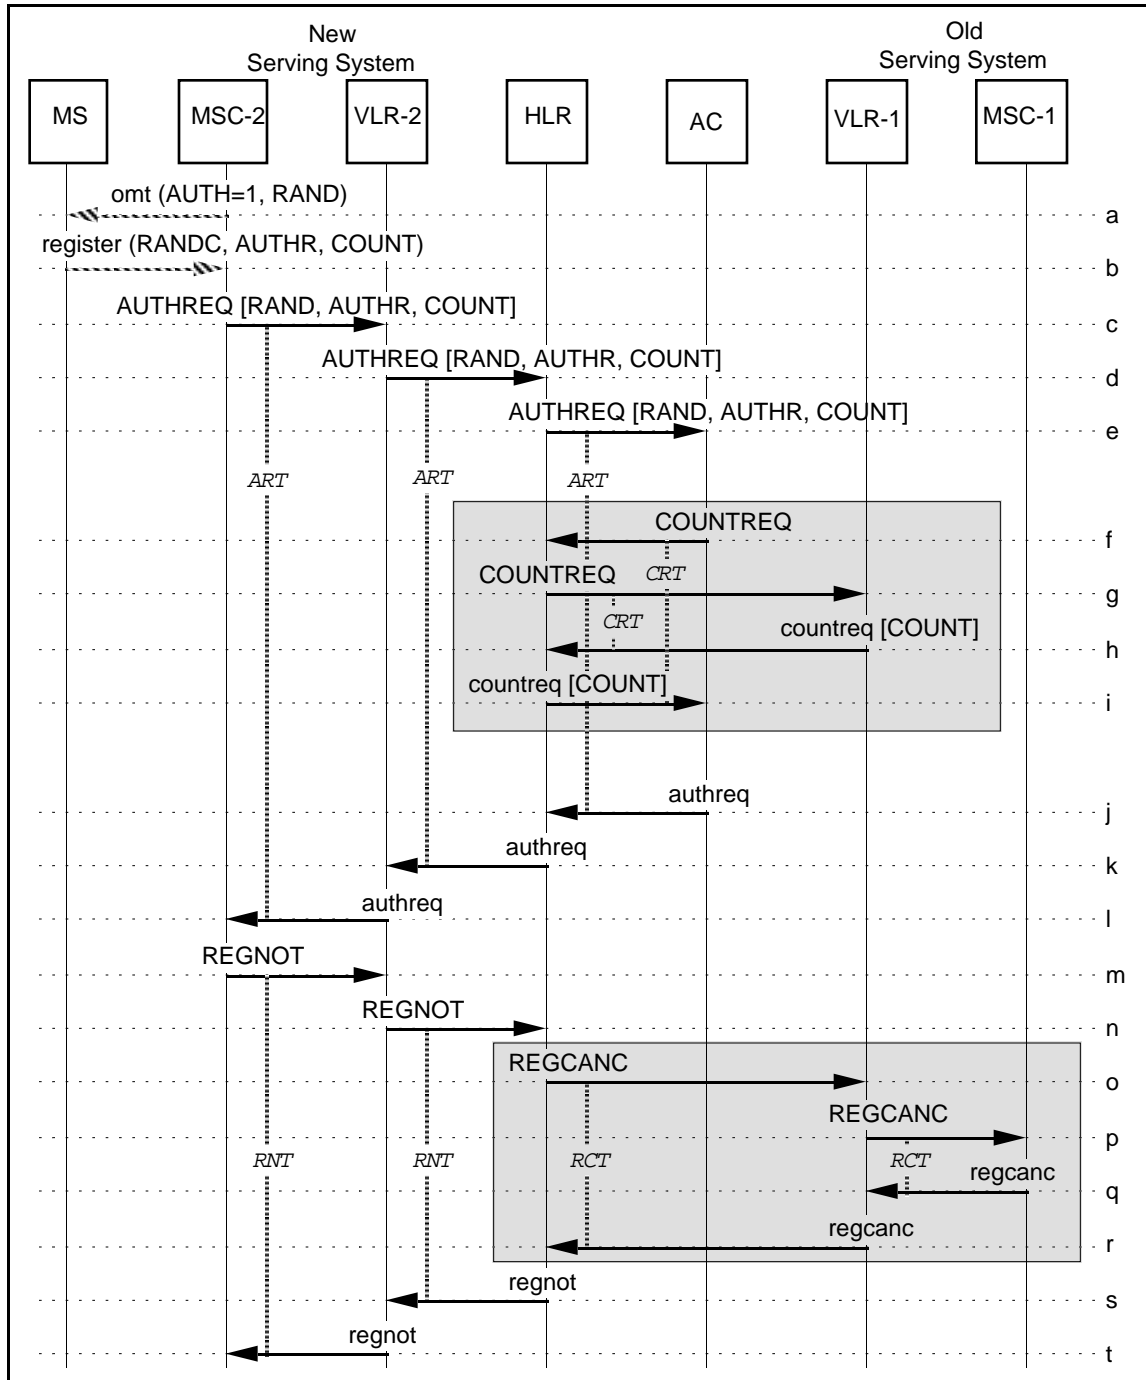 New
Serving System
Old
Serving System
MS
MSC-2
VLR-2
HLR
AC
VLR-1
MSC-1
omt (AUTH=1, RAND)
a
register (RANDC, AUTHR, COUNT)
b
AUTHREQ [RAND, AUTHR, COUNT]
c
AUTHREQ [RAND, AUTHR, COUNT]
d
AUTHREQ [RAND, AUTHR, COUNT]
e
ART
ART
ART
COUNTREQ
f
COUNTREQ
CRT
g
CRT
countreq [COUNT]
h
countreq [COUNT]
i
authreq
j
authreq
k
authreq
l
REGNOT
m
REGNOT
n
REGCANC
o
REGCANC
p
RNT
RNT
RCT
RCT
regcanc
q
regcanc
r
regnot
s
regnot
t